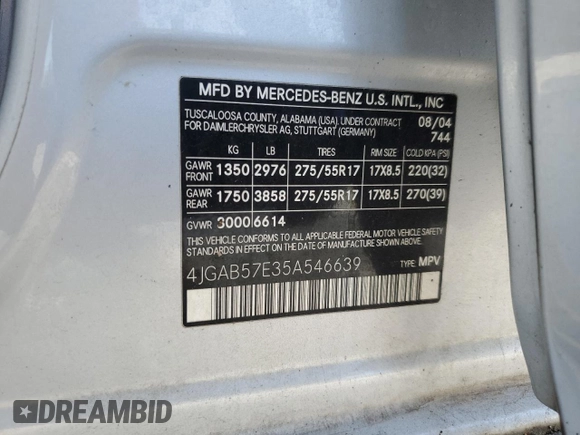 MFD BY MERCEDES-BENZ U.S. INTL., INC
TUSCALOOSA COUNTY, ALABAMA (USA). UNDER CONTRACT 08/04
FOR DAIMLERCHRYSLER AG, STUTTGART (GERMANY) 744
KG LB TIRES RIM SIZE COLD KPA (PSI)
GAWR FRONT 1350 2976 275/55R17 17X8.5 220(32)
GAWR REAR 1750 3858 275/55R17 17X8.5 270(39)
GVWR 3000 6614
THIS VEHICLE CONFORMS TO ALL APPLICABLE FEDERAL MOTOR VEHICLE SAFETY
STANDARDS IN EFFECT ON THE DATE OF MANUFACTURE SHOWN ABOVE.
4JGAB57E35A546639 TYPE: MPV
DREAMBID